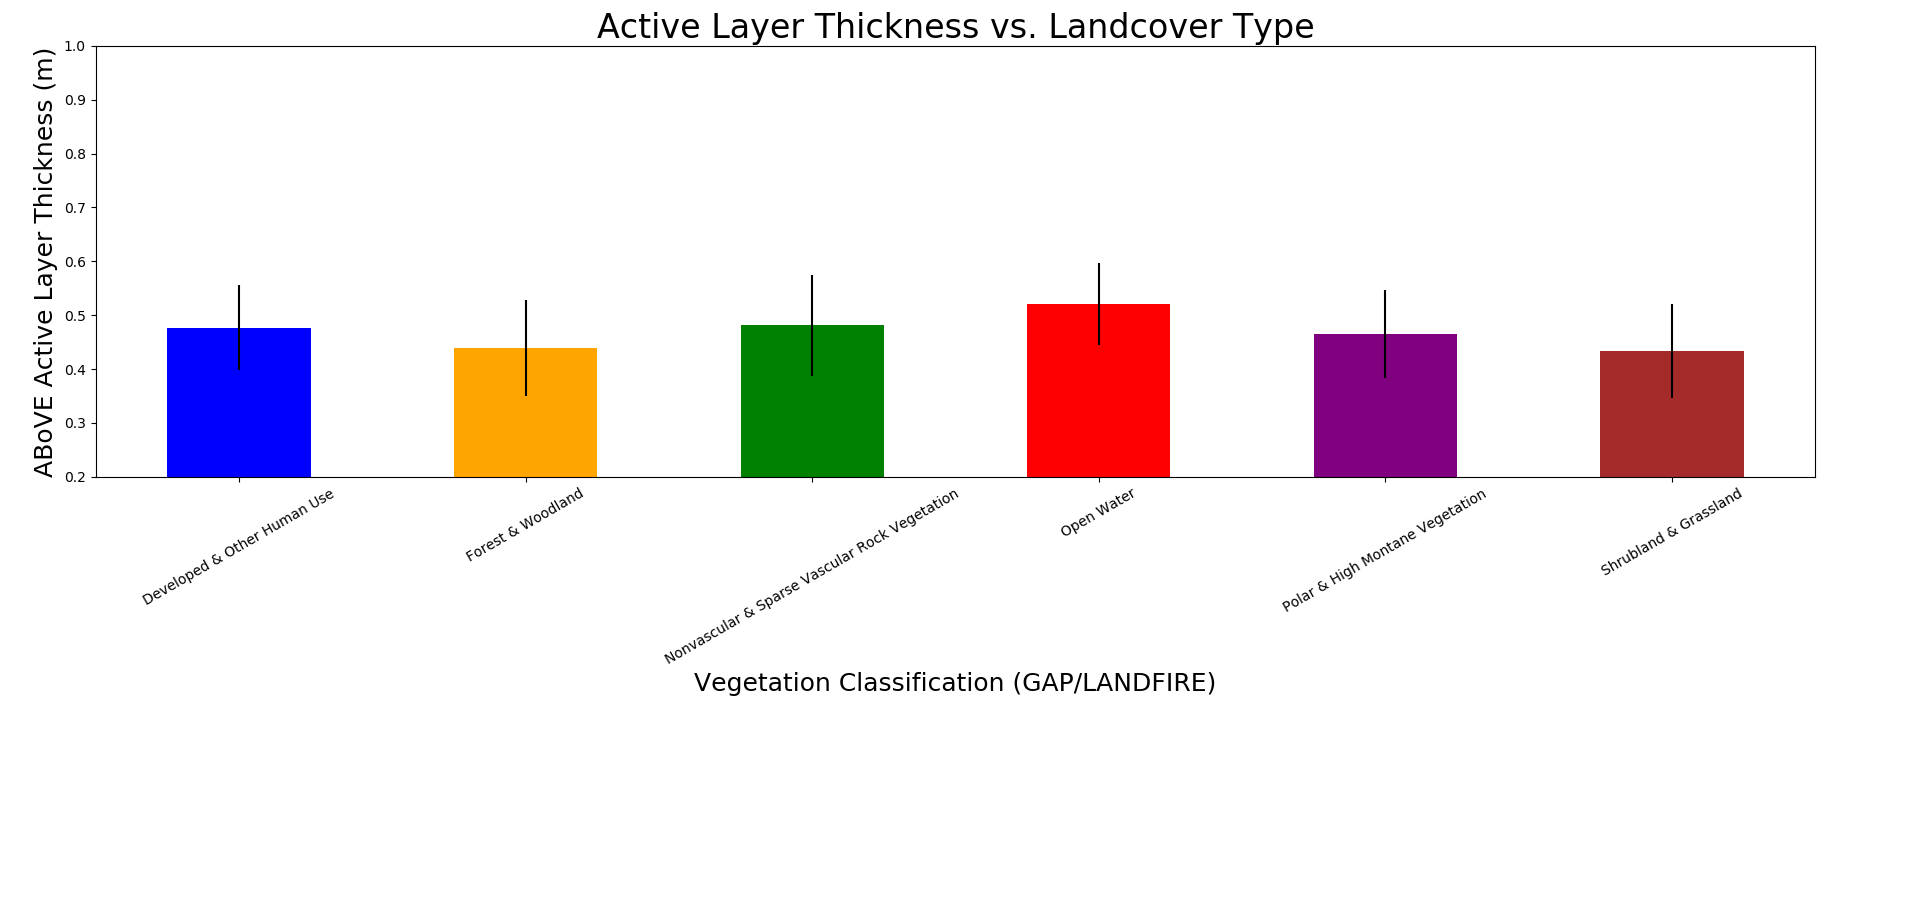 Active Layer Thickness vs. Landcover Type
ABoVE Active Layer Thickness (m)
1.0
0.9
0.8
0.7
0.6
0.5
0.4
0.3
0.2
Developed & Other Human Use
Forest & Woodland
Nonvascular & Sparse Vascular Rock Vegetation
Open Water
Polar & High Montane Vegetation
Shrubland & Grassland
Vegetation Classification (GAP/LANDFIRE)